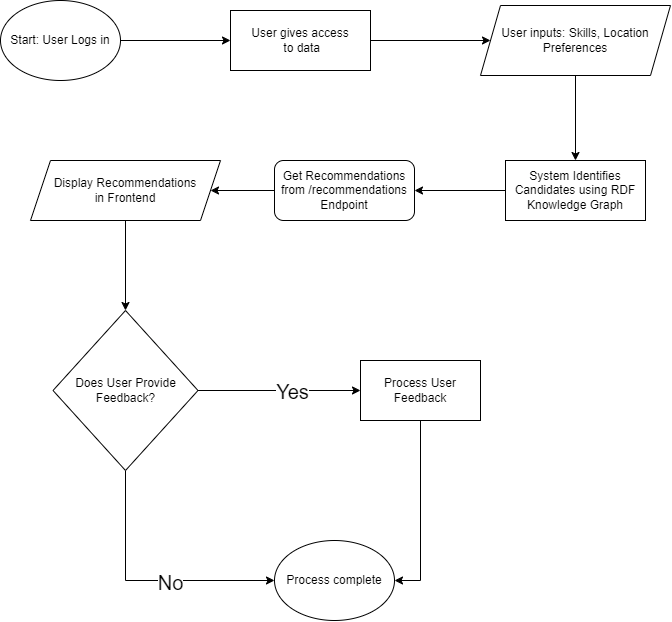 Start: User Logs in
User gives access
to data
User inputs: Skills, Location
Preferences
System Identifies
Candidates using RDF
Knowledge Graph
Get Recommendations
from /recommendations
Endpoint
Display Recommendations
in Frontend
Does User Provide
Feedback?
Yes
Process User
Feedback
No
Process complete